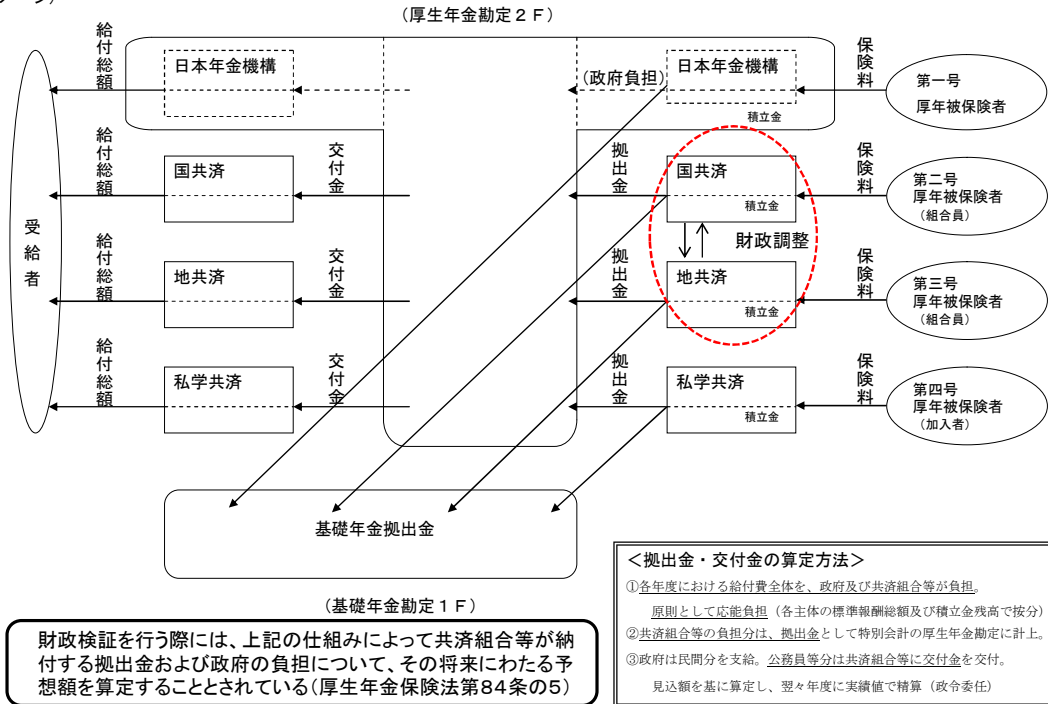 (厚生年金勘定２Ｆ)
給付総額
日本年金機構
(政府負担)
日本年金機構
積立金
保険料
第一号
厚年被保険者
給付総額
国共済
交付金
拠出金
国共済
積立金
保険料
第二号
厚年被保険者
(組合員)
受給者
財政調整
給付総額
地共済
交付金
拠出金
地共済
積立金
保険料
第三号
厚年被保険者
(組合員)
給付総額
私学共済
交付金
拠出金
私学共済
積立金
保険料
第四号
厚年被保険者
(加入者)
基礎年金拠出金
(基礎年金勘定１Ｆ)
財政検証を行う際には、上記の仕組みによって共済組合等が納
付する拠出金および政府の負担について、その将来にわたる予
想額を算定することとされている(厚生年金保険法第84条の5)
＜拠出金・交付金の算定方法＞
①各年度における給付費全体を、政府及び共済組合等が負担。
原則として応能負担（各主体の標準報酬総額及び積立金残高で按分）
②共済組合等の負担分は、拠出金として特別会計の厚生年金勘定に計上。
③政府は民間分を支給。公務員等分は共済組合等に交付金を交付。
見込額を基に算定し、翌々年度に実績値で精算（政令委任）